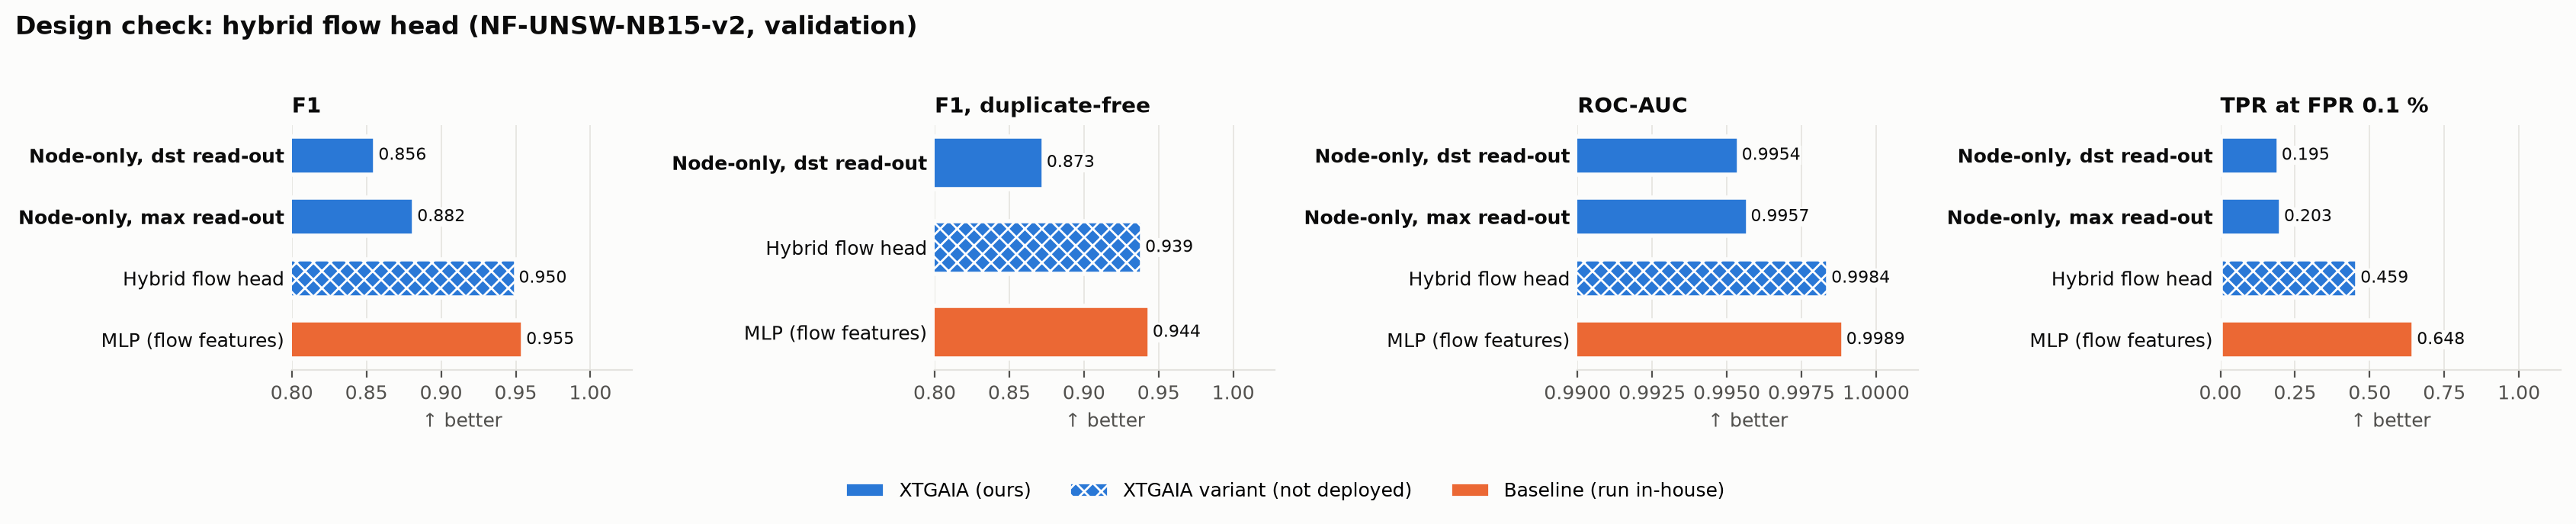 Design check: hybrid flow head (NF-UNSW-NB15-v2, validation)
F1
Node-only, dst read-out 0.856
Node-only, max read-out 0.882
Hybrid flow head 0.950
MLP (flow features) 0.955
0.80 0.85 0.90 0.95 1.00
↑ better
F1, duplicate-free
Node-only, dst read-out 0.873
Hybrid flow head 0.939
MLP (flow features) 0.944
0.80 0.85 0.90 0.95 1.00
↑ better
ROC-AUC
Node-only, dst read-out 0.9954
Node-only, max read-out 0.9957
Hybrid flow head 0.9984
MLP (flow features) 0.9989
0.9900 0.9925 0.9950 0.9975 1.0000
↑ better
TPR at FPR 0.1 %
Node-only, dst read-out 0.195
Node-only, max read-out 0.203
Hybrid flow head 0.459
MLP (flow features) 0.648
0.00 0.25 0.50 0.75 1.00
↑ better
XTGAIA (ours) XTGAIA variant (not deployed) Baseline (run in-house)